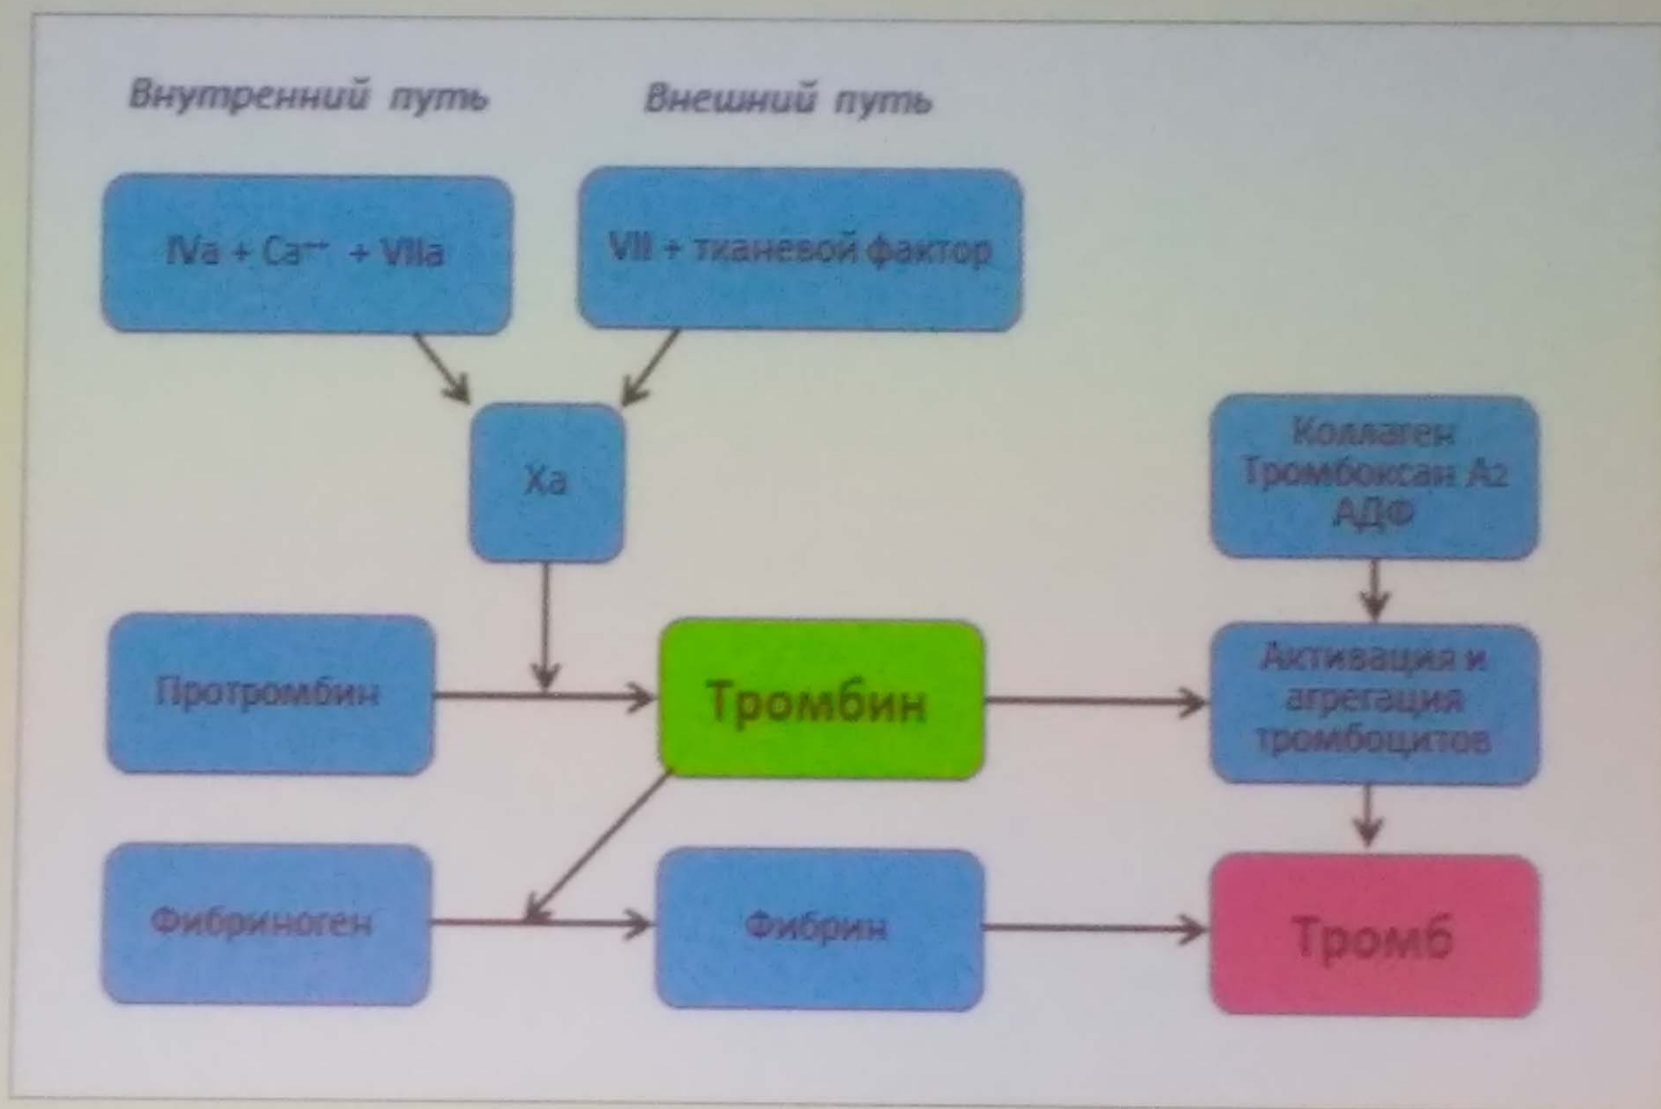 Внутренний путь
Внешний путь
IVa + Ca⁺⁺ + VIIa
VII + тканевой фактор
Xa
Коллаген
Тромбоксан А2
АДФ
Протромбин
Тромбин
Активация и
агрегация
тромбоцитов
Фибриноген
Фибрин
Тромб